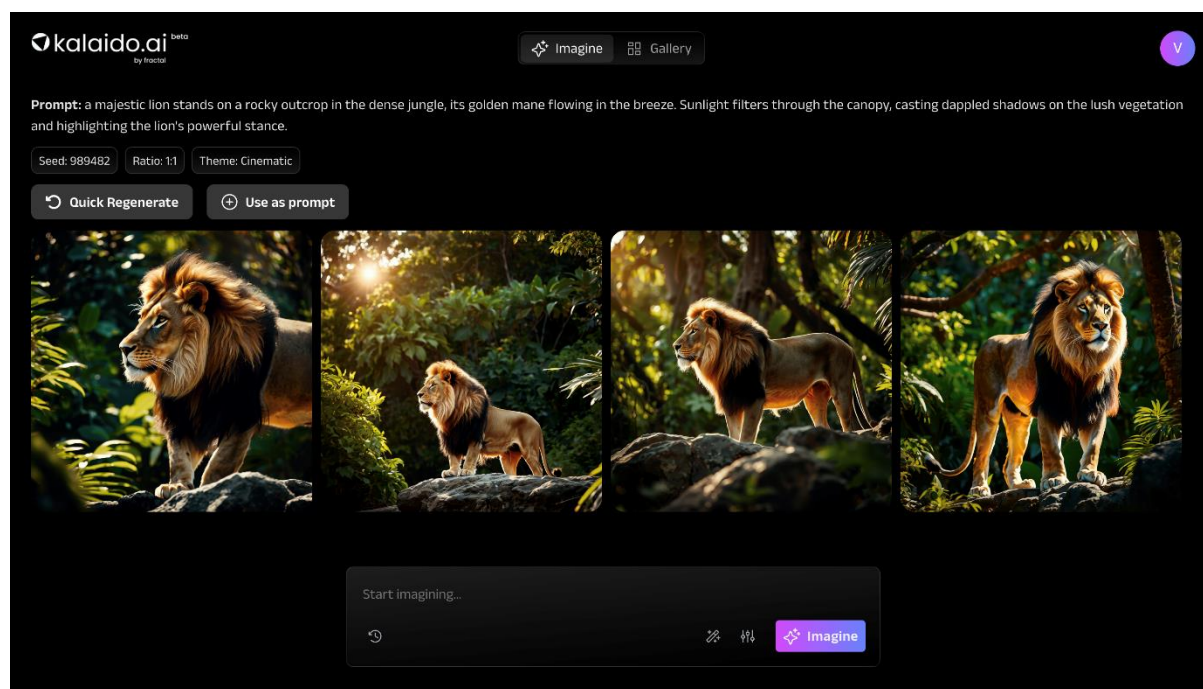 kalaido.ai beta
by fractal
Imagine
Gallery
V
Prompt: a majestic lion stands on a rocky outcrop in the dense jungle, its golden mane flowing in the breeze. Sunlight filters through the canopy, casting dappled shadows on the lush vegetation
and highlighting the lion's powerful stance.
Seed: 989482
Ratio: 1:1
Theme: Cinematic
Quick Regenerate
Use as prompt
Start imagining...
Imagine